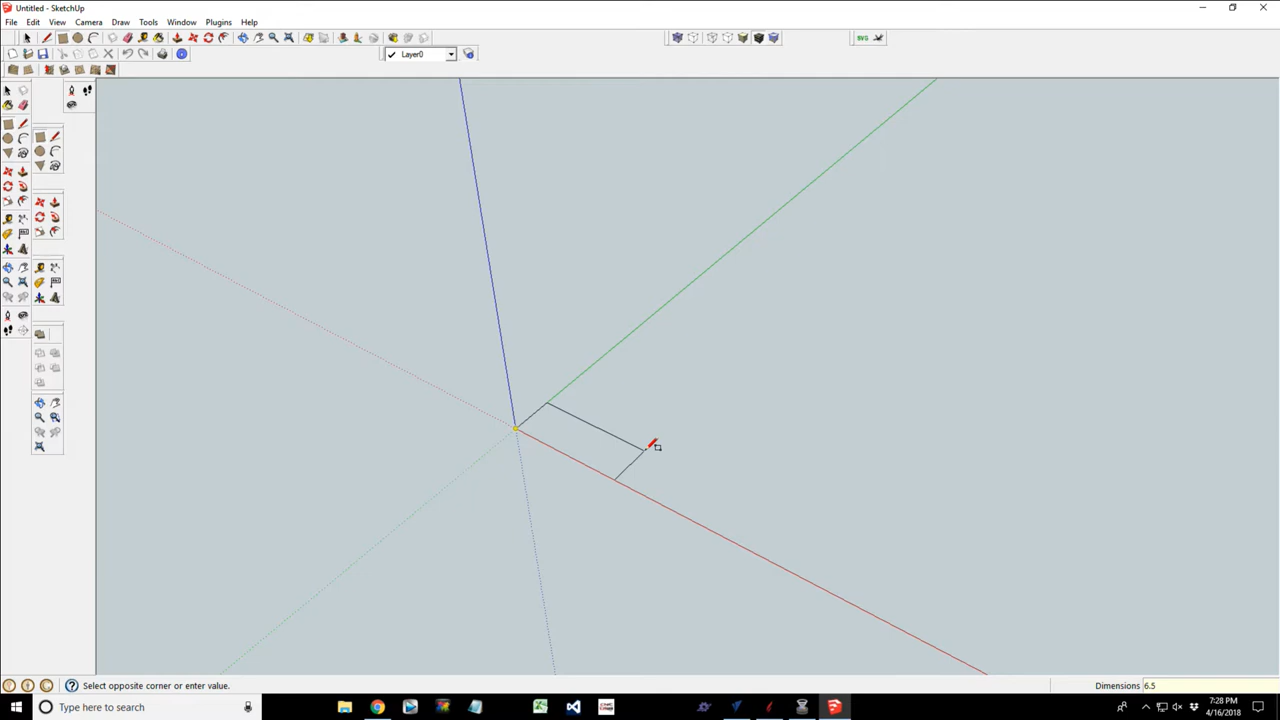 Untitled - SketchUp
File Edit View Camera Draw Tools Window Plugins Help
SVG
Layer0
Select opposite corner or enter value.
Dimensions 6.5
Type here to search
7:28 PM
4/16/2018